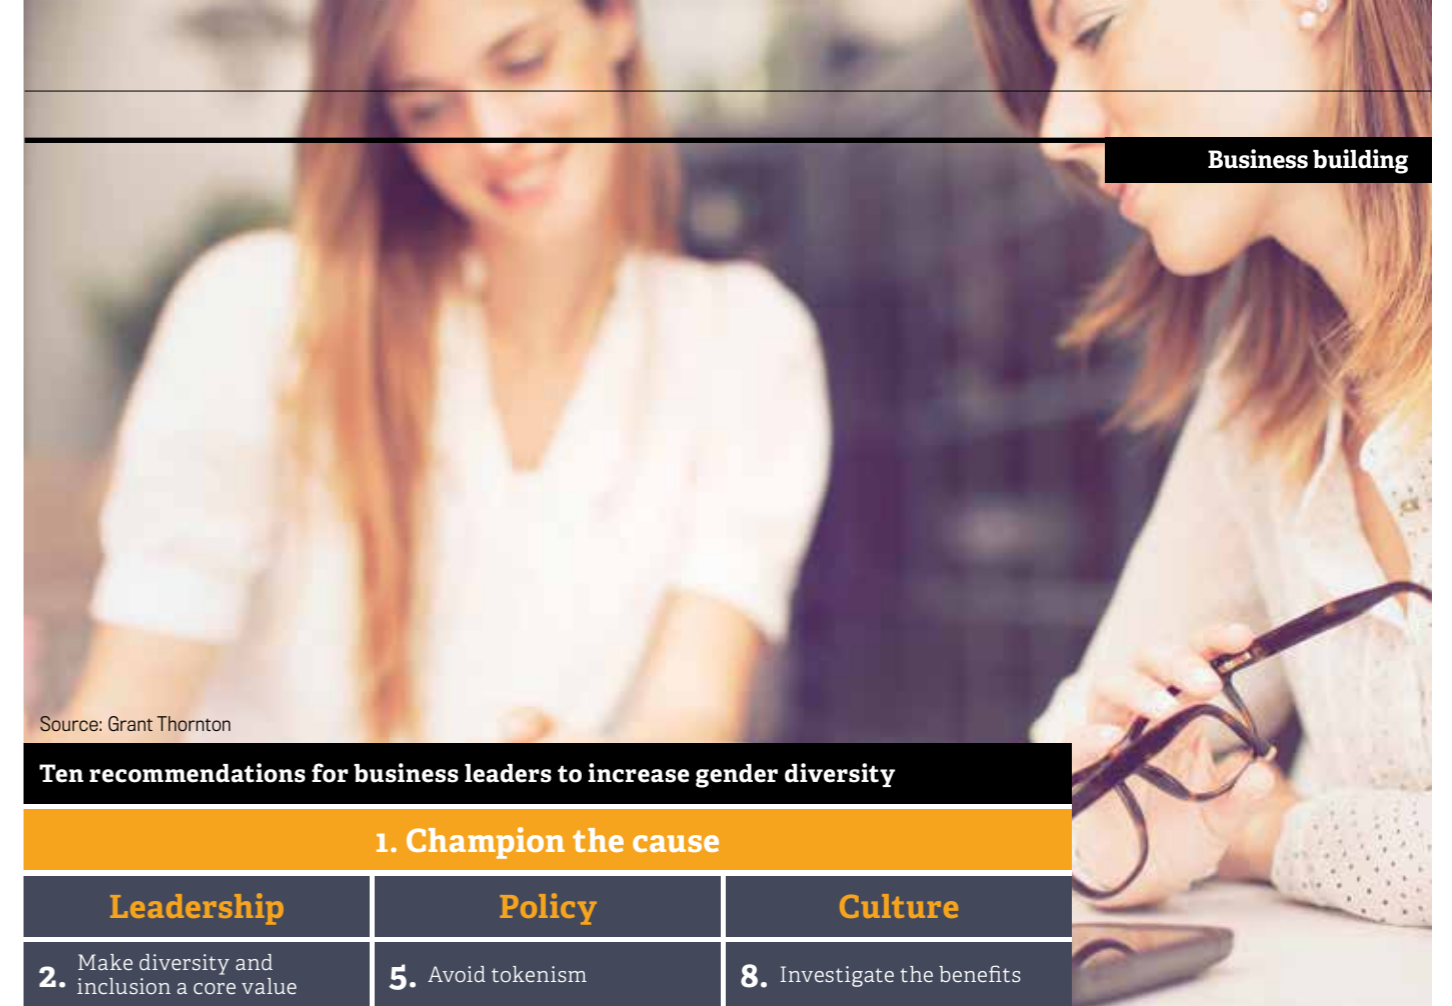 Business building
Source: Grant Thornton
Ten recommendations for business leaders to increase gender diversity
1. Champion the cause
Leadership
Policy
Culture
2. Make diversity and
inclusion a core value
5. Avoid tokenism
8. Investigate the benefits